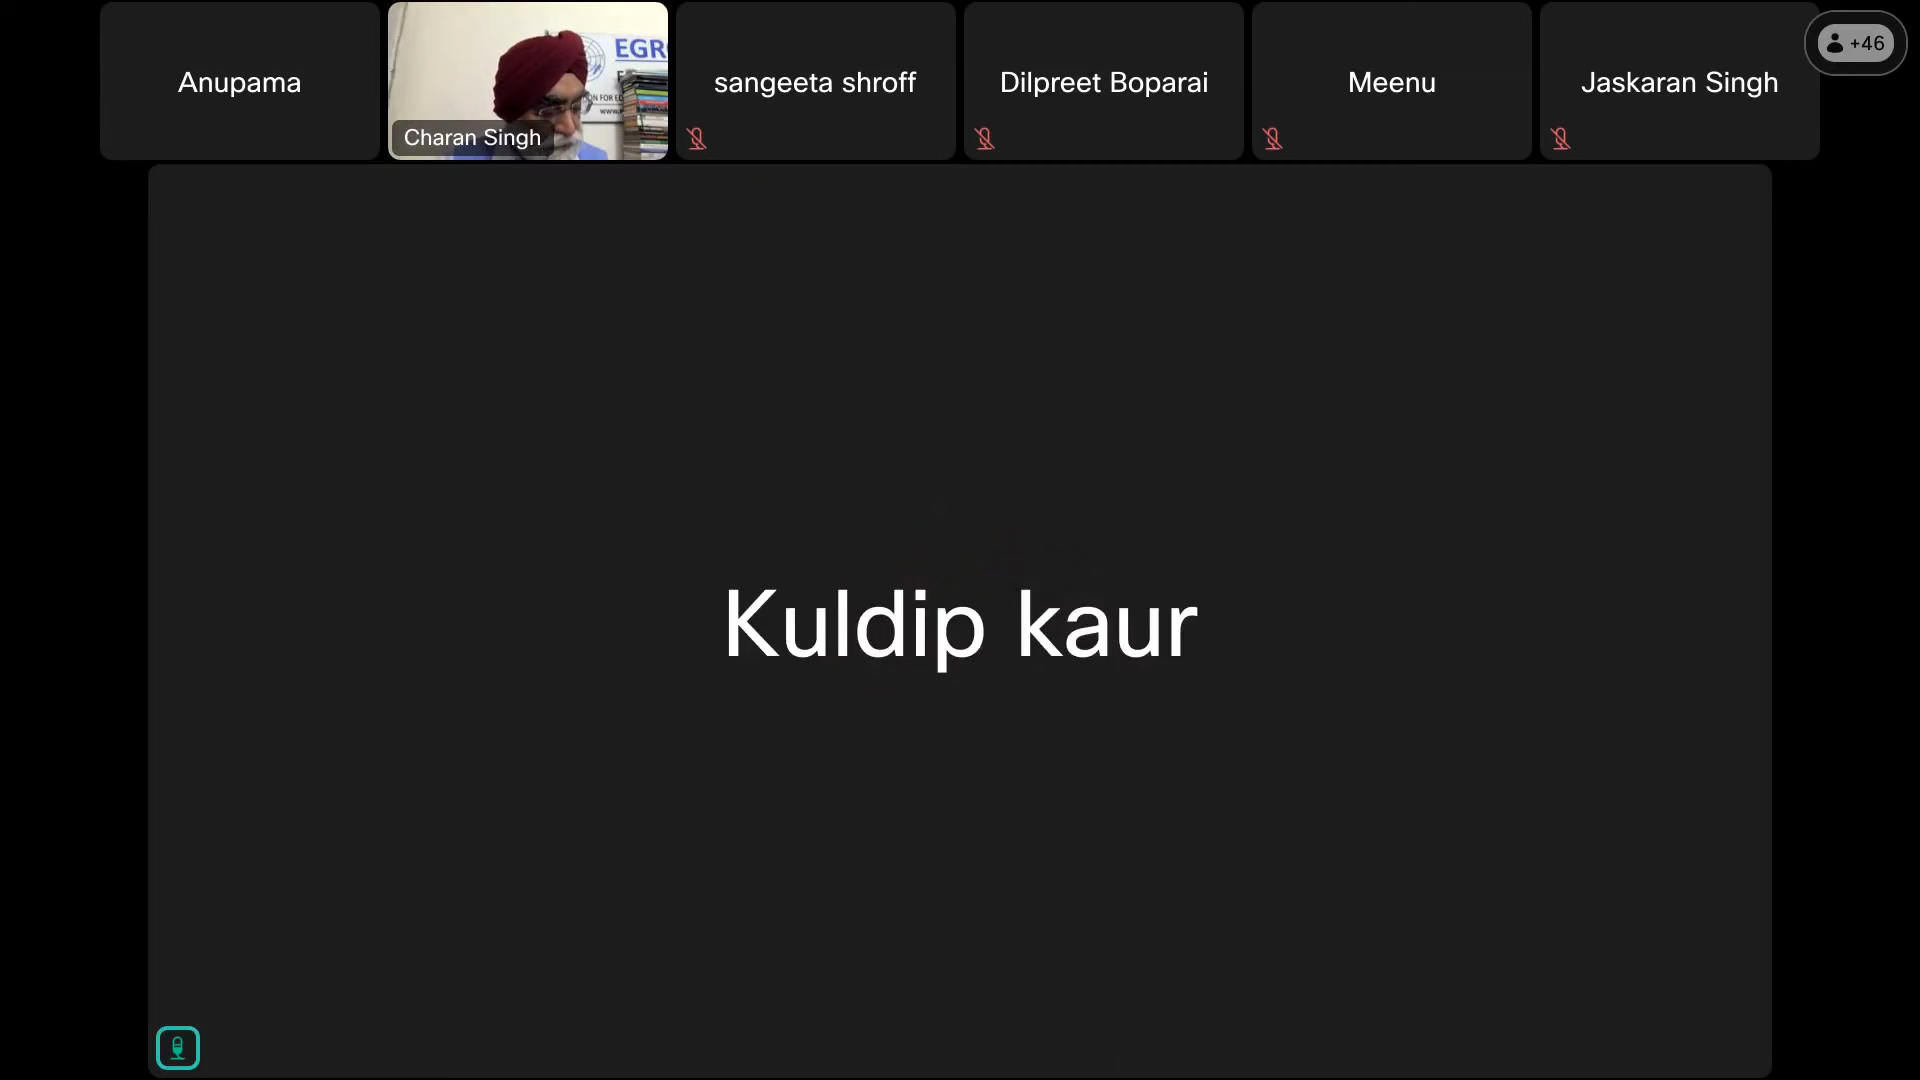 Anupama
EGR
Charan Singh
sangeeta shroff
Dilpreet Boparai
Meenu
Jaskaran Singh
+46
Kuldip kaur